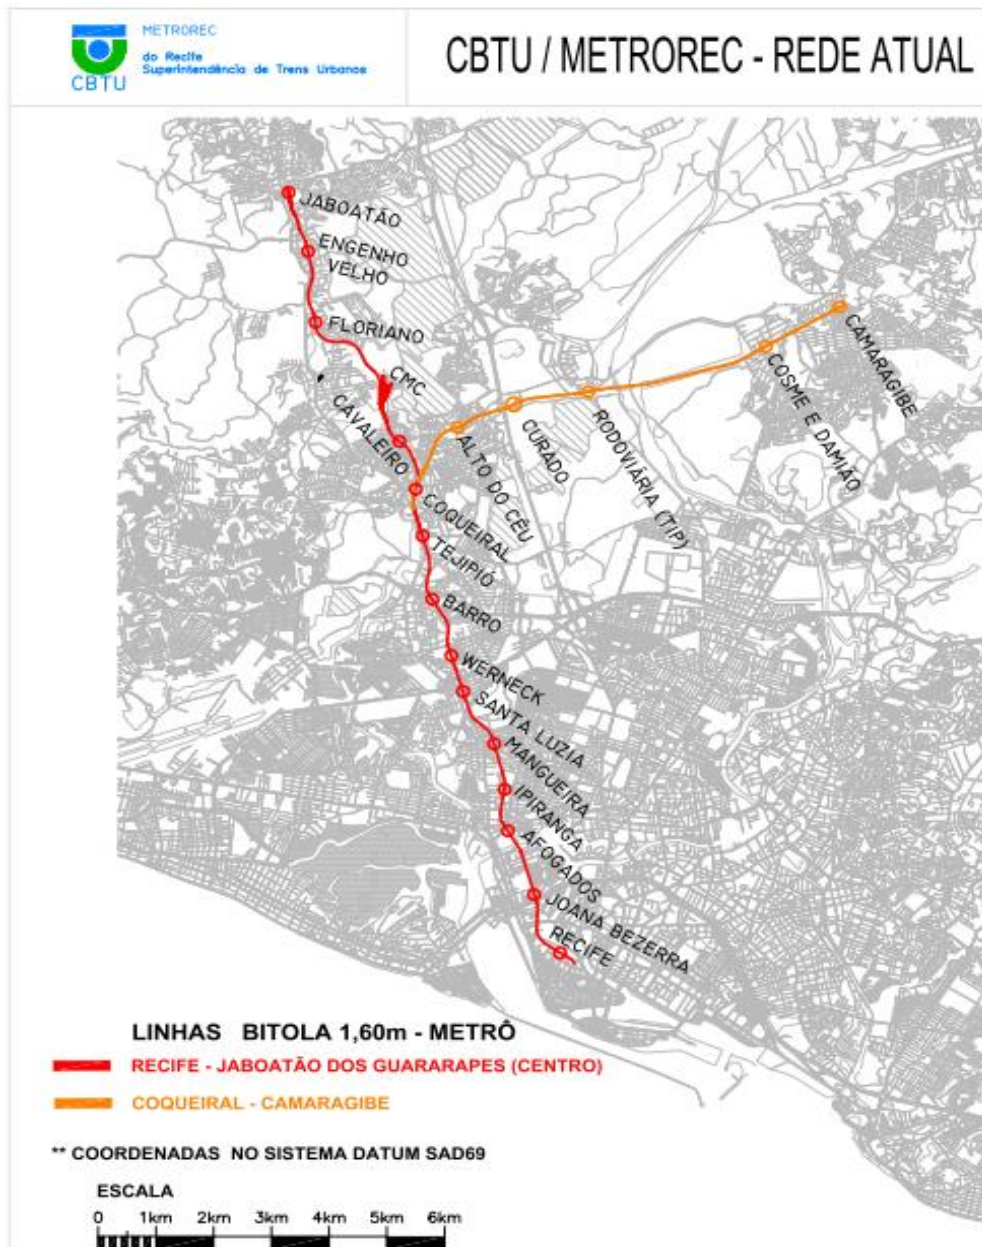 METROREC
do Recife
Superintendência de Trens Urbanos
CBTU
CBTU / METROREC - REDE ATUAL
JABOATÃO
ENGENHO
VELHO
FLORIANO
CMC
CAVALEIRO
CAMARAGIBE
COSME E DAMIÃO
RODOVIÁRIA (TIP)
CURADO
ALTO DO CÉU
COQUEIRAL
TEJIPIÓ
BARRO
WERNECK
SANTA LUZIA
MANGUEIRA
IPIRANGA
AFOGADOS
JOANA BEZERRA
RECIFE
LINHAS BITOLA 1,60m - METRÔ
RECIFE - JABOATÃO DOS GUARARAPES (CENTRO)
COQUEIRAL - CAMARAGIBE
** COORDENADAS NO SISTEMA DATUM SAD69
ESCALA
0 1km 2km 3km 4km 5km 6km